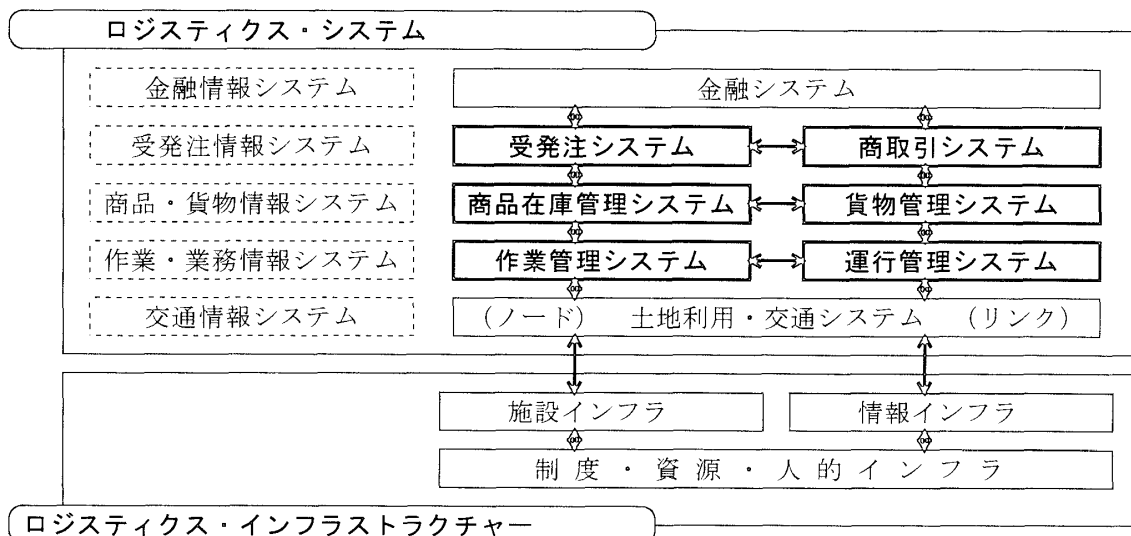 ロジスティクス・システム
金融情報システム 金融システム
受発注情報システム 受発注システム 商取引システム
商品・貨物情報システム 商品在庫管理システム 貨物管理システム
作業・業務情報システム 作業管理システム 運行管理システム
交通情報システム (ノード) 土地利用・交通システム (リンク)
施設インフラ 情報インフラ
制度・資源・人的インフラ
ロジスティクス・インフラストラクチャー